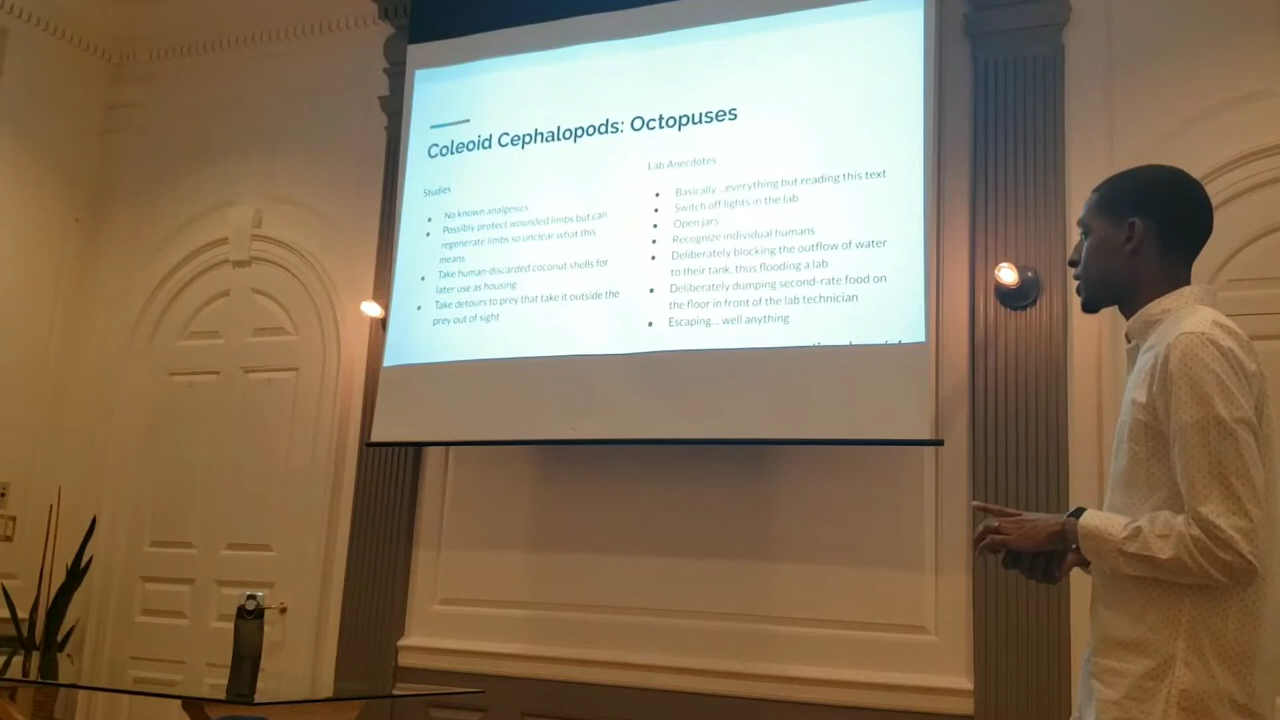 Coleoid Cephalopods: Octopuses
Studies
No known analgesics
Possibly protect wounded limbs but can
regenerate limbs so unclear what this
means
Take human-discarded coconut shells for
later use as housing
Take detours to prey that take it outside the
prey out of sight
Lab Anecdotes
Basically ...everything but reading this text
Switch off lights in the lab
Open jars
Recognize individual humans
Deliberately blocking the outflow of water
to their tank, thus flooding a lab
Deliberately dumping second-rate food on
the floor in front of the lab technician
Escaping... well anything